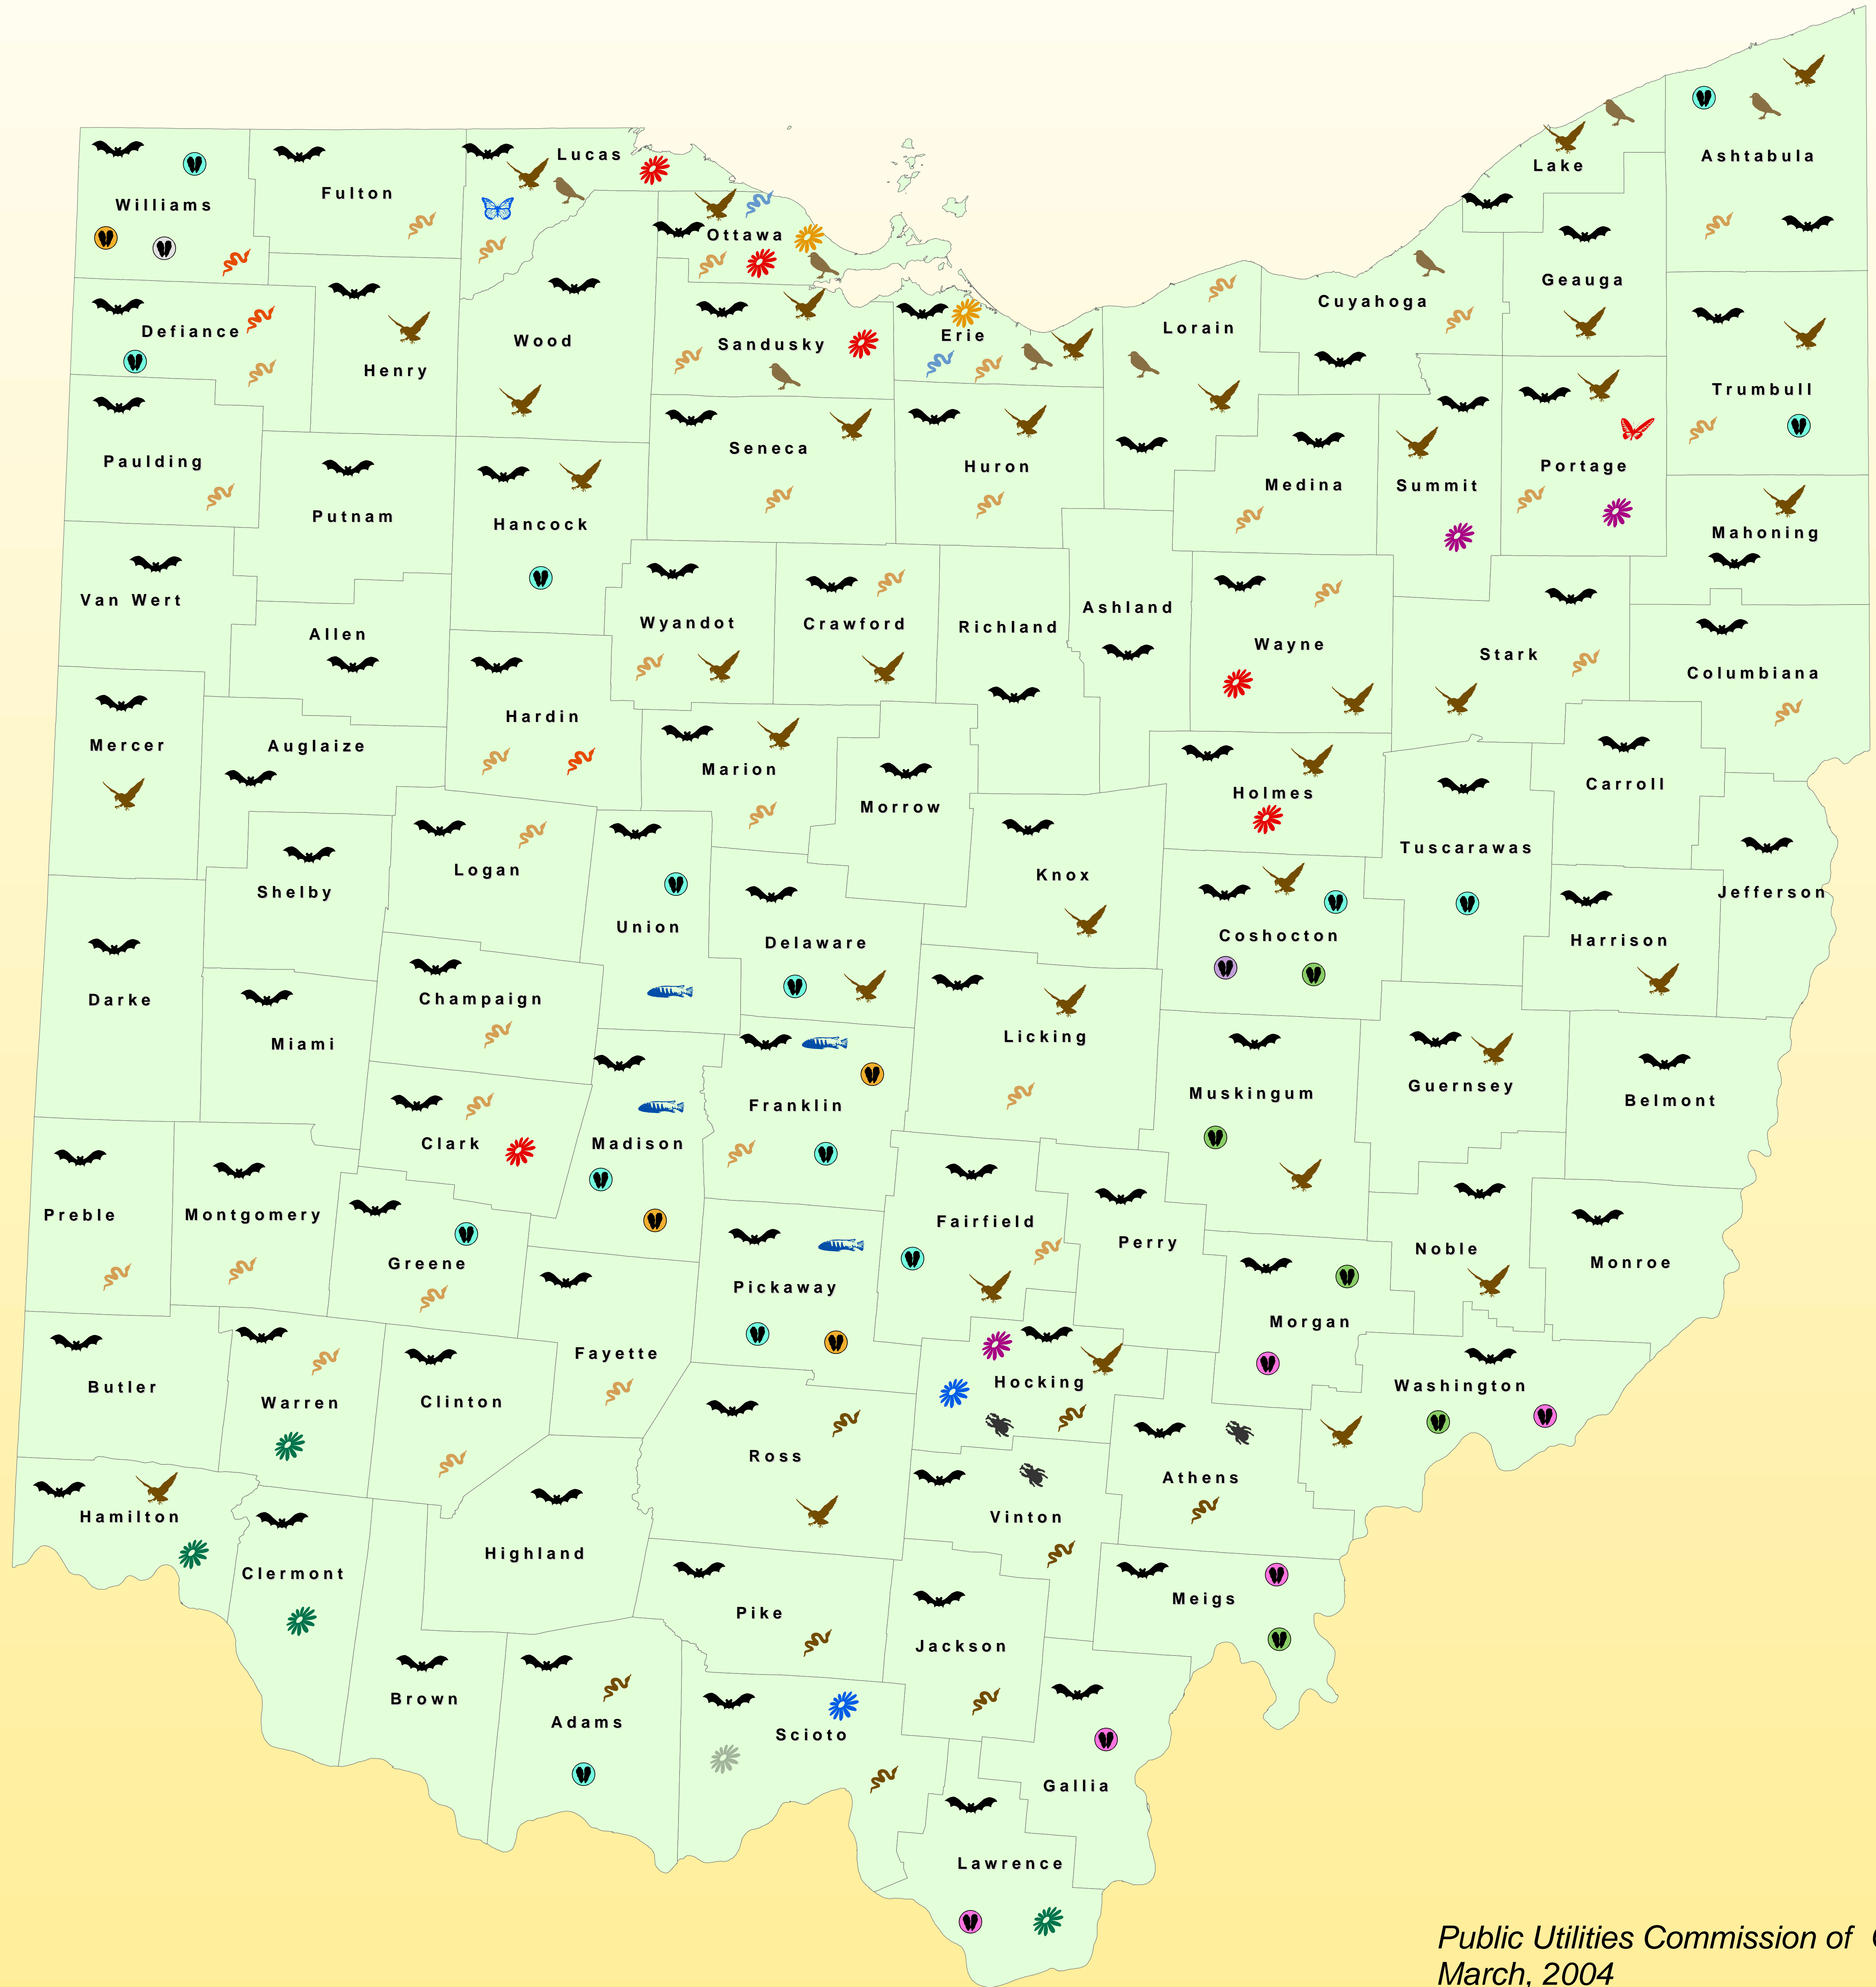 Lucas
Lake
Ashtabula
Fulton
Williams
Ottawa
Geauga
Cuyahoga
Defiance
Wood
Sandusky
Erie
Lorain
Henry
Trumbull
Seneca
Paulding
Huron
Portage
Medina
Summit
Putnam
Hancock
Mahoning
Van Wert
Ashland
Wyandot
Crawford
Richland
Allen
Wayne
Stark
Columbiana
Hardin
Mercer
Auglaize
Marion
Carroll
Holmes
Morrow
Tuscarawas
Logan
Knox
Shelby
Jefferson
Union
Coshocton
Delaware
Harrison
Darke
Champaign
Licking
Miami
Guernsey
Muskingum
Belmont
Franklin
Clark
Madison
Preble
Montgomery
Fairfield
Perry
Noble
Greene
Monroe
Pickaway
Morgan
Fayette
Hocking
Butler
Washington
Warren
Clinton
Ross
Athens
Hamilton
Vinton
Highland
Clermont
Meigs
Pike
Jackson
Brown
Adams
Scioto
Gallia
Lawrence
Public Utilities Commission of
March, 2004